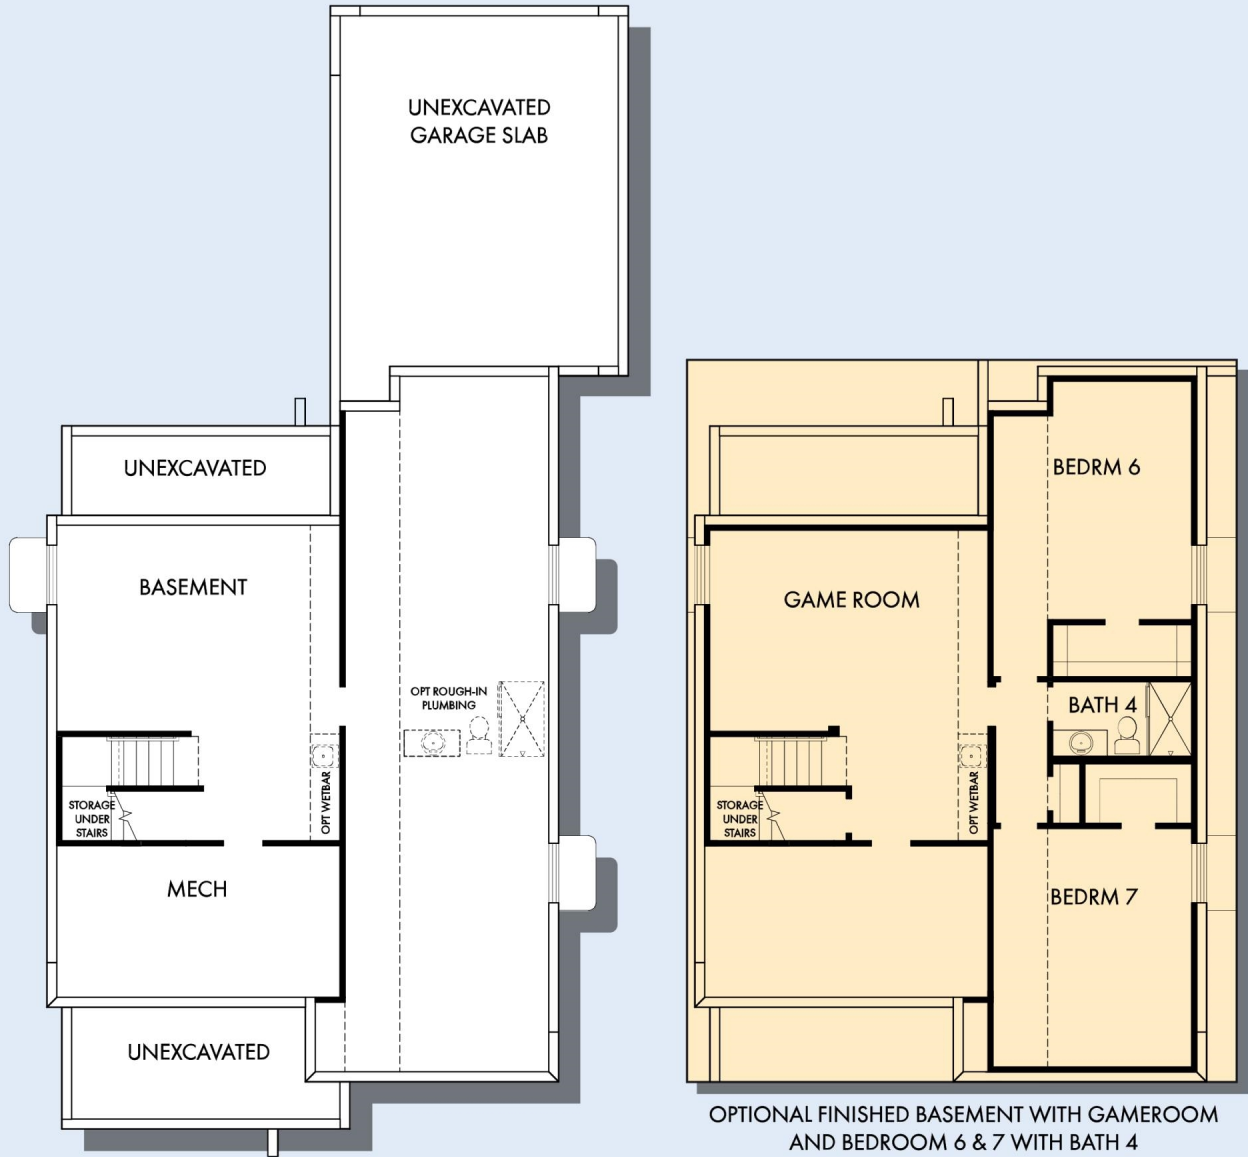 UNEXCAVATED
GARAGE SLAB
UNEXCAVATED
BASEMENT
OPT ROUGH-IN
PLUMBING
STORAGE
UNDER
STAIRS
OPT WETBAR
MECH
UNEXCAVATED
BEDRM 6
GAME ROOM
BATH 4
STORAGE
UNDER
STAIRS
OPT WETBAR
BEDRM 7
OPTIONAL FINISHED BASEMENT WITH GAMEROOM
AND BEDROOM 6 & 7 WITH BATH 4